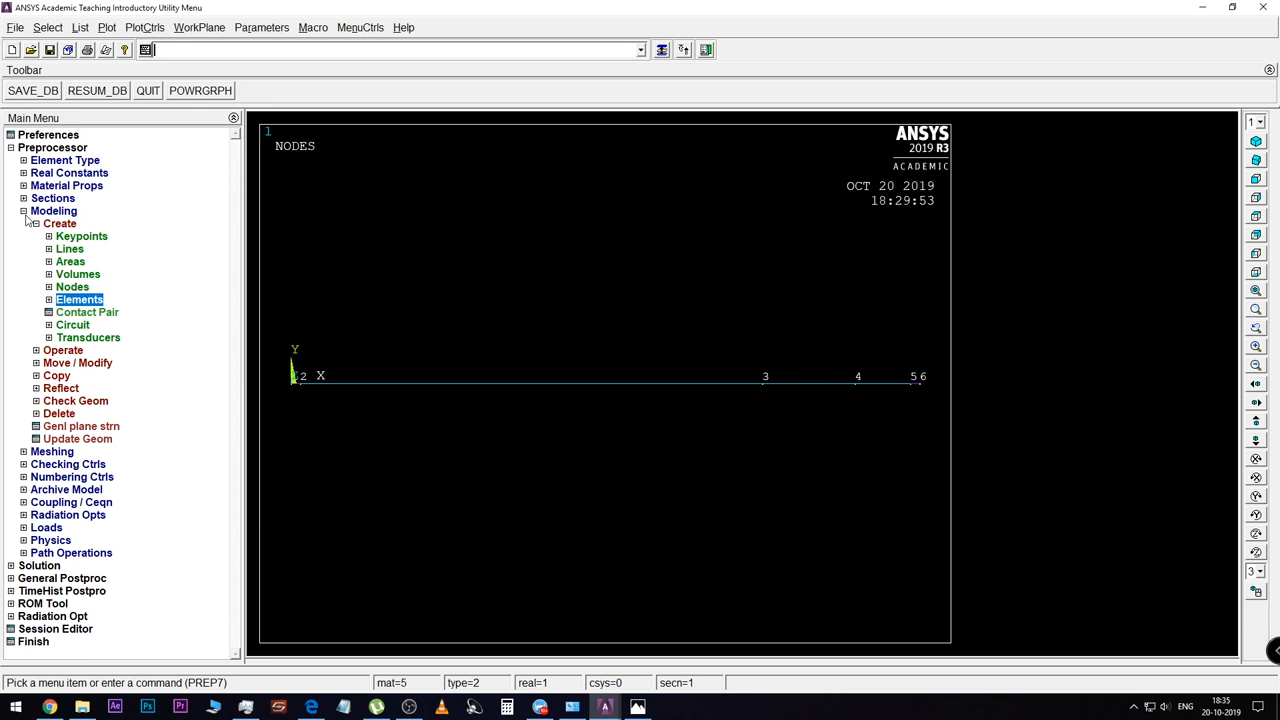 ANSYS Academic Teaching Introductory Utility Menu
File Select List Plot PlotCtrls WorkPlane Parameters Macro MenuCtrls Help
Toolbar
SAVE_DB RESUM_DB QUIT POWRGRPH
Main Menu
Preferences
Preprocessor
Element Type
Real Constants
Material Props
Sections
Modeling
Create
Keypoints
Lines
Areas
Volumes
Nodes
Elements
Contact Pair
Circuit
Transducers
Operate
Move / Modify
Copy
Reflect
Check Geom
Delete
Genl plane strn
Update Geom
Meshing
Checking Ctrls
Numbering Ctrls
Archive Model
Coupling / Ceqn
Radiation Opts
Loads
Physics
Path Operations
Solution
General Postproc
TimeHist Postpro
ROM Tool
Radiation Opt
Session Editor
Finish
1
NODES
ANSYS
2019 R3
ACADEMIC
OCT 20 2019
18:29:53
Y
2 X 3 4 5 6
1
3
Pick a menu item or enter a command (PREP7) mat=5 type=2 real=1 csys=0 secn=1
Ae Ps Pr ENG 18:35
20-10-2019